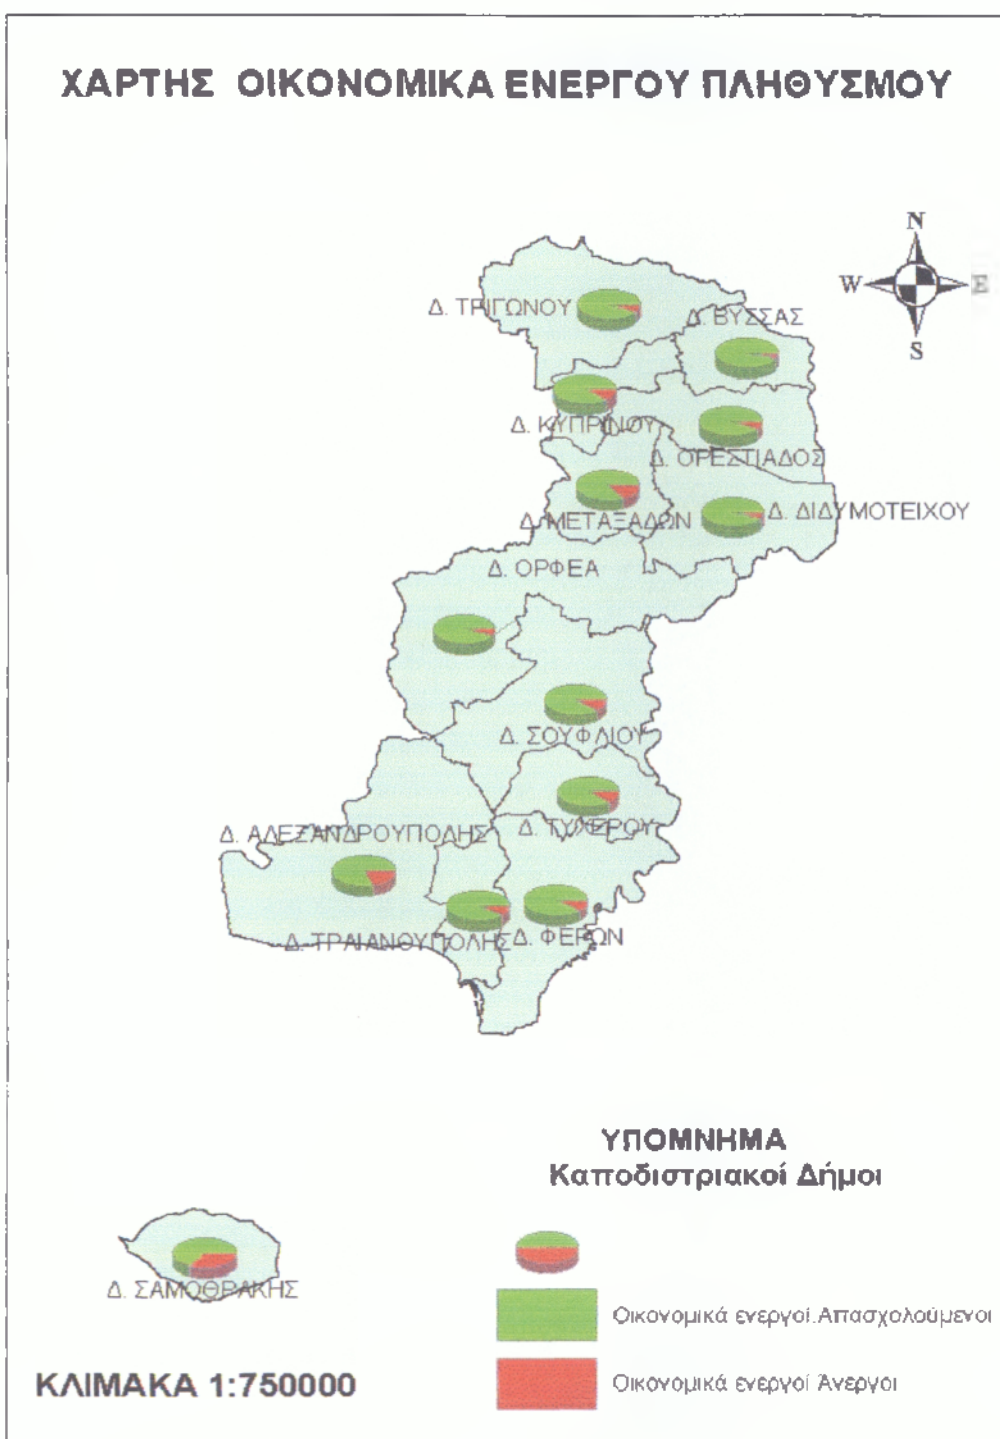 ΧΑΡΤΗΣ ΟΙΚΟΝΟΜΙΚΑ ΕΝΕΡΓΟΥ ΠΛΗΘΥΣΜΟΥ
N
W E
S
Δ. ΤΡΙΓΩΝΟΥ
Δ. ΒΥΣΣΑΣ
Δ. ΚΥΠΡΙΝΟΥ
Δ. ΟΡΕΣΤΙΑΔΟΣ
Δ. ΜΕΤΑΞΑΔΩΝ
Δ. ΔΙΔΥΜΟΤΕΙΧΟΥ
Δ. ΟΡΦΕΑ
Δ. ΣΟΥΦΛΙΟΥ
Δ. ΤΥΧΕΡΟΥ
Δ. ΑΛΕΞΑΝΔΡΟΥΠΟΛΗΣ
Δ. ΤΡΑΙΑΝΟΥΠΟΛΗΣ
Δ. ΦΕΡΩΝ
ΥΠΟΜΝΗΜΑ
Καποδιστριακοί Δήμοι
Δ. ΣΑΜΟΘΡΑΚΗΣ
Οικονομικά ενεργοί.Απασχολούμενοι
Οικονομικά ενεργοί Άνεργοι
ΚΛΙΜΑΚΑ 1:750000